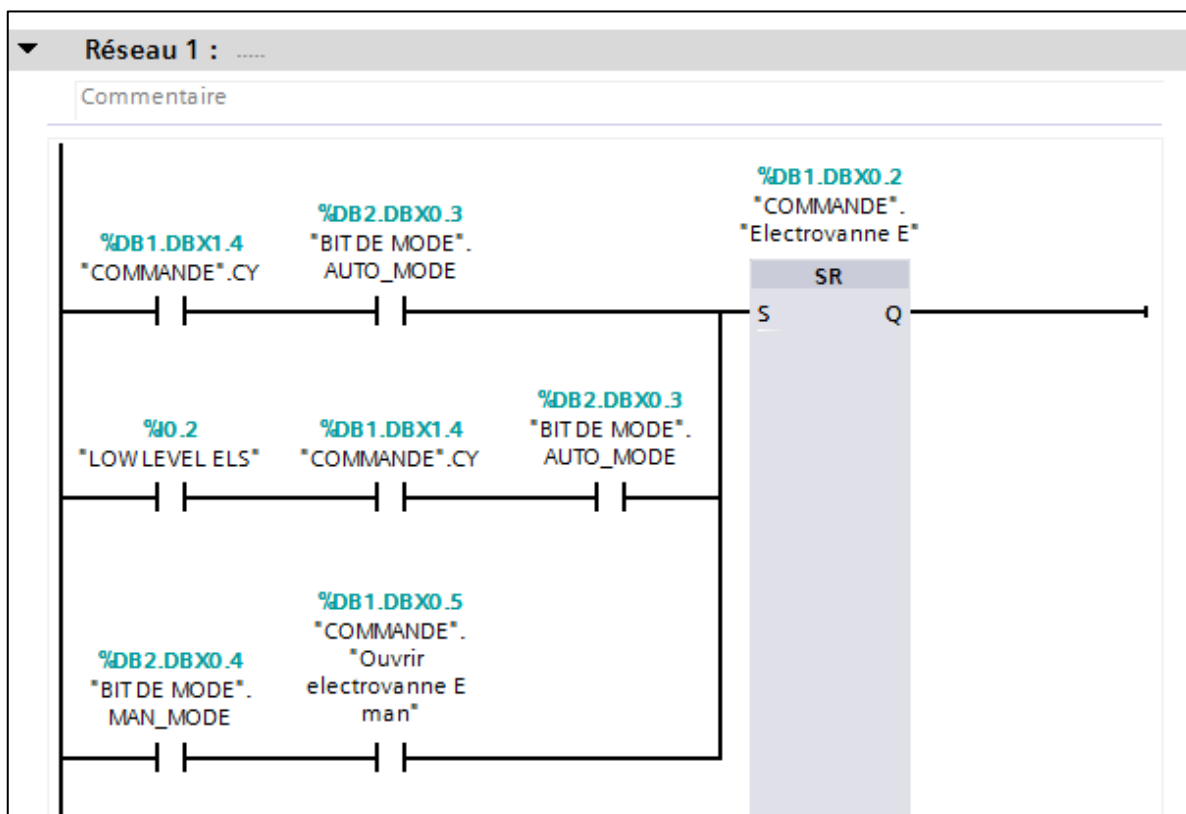 Réseau 1 : .....
Commentaire
%DB1.DBX0.2
"COMMANDE".
"Electrovanne E"
SR
S
Q
%DB1.DBX1.4
"COMMANDE".CY
%DB2.DBX0.3
"BIT DE MODE".
AUTO_MODE
%I0.2
"LOW LEVEL ELS"
%DB1.DBX1.4
"COMMANDE".CY
%DB2.DBX0.3
"BIT DE MODE".
AUTO_MODE
%DB2.DBX0.4
"BIT DE MODE".
MAN_MODE
%DB1.DBX0.5
"COMMANDE".
"Ouvrir
electrovanne E
man"